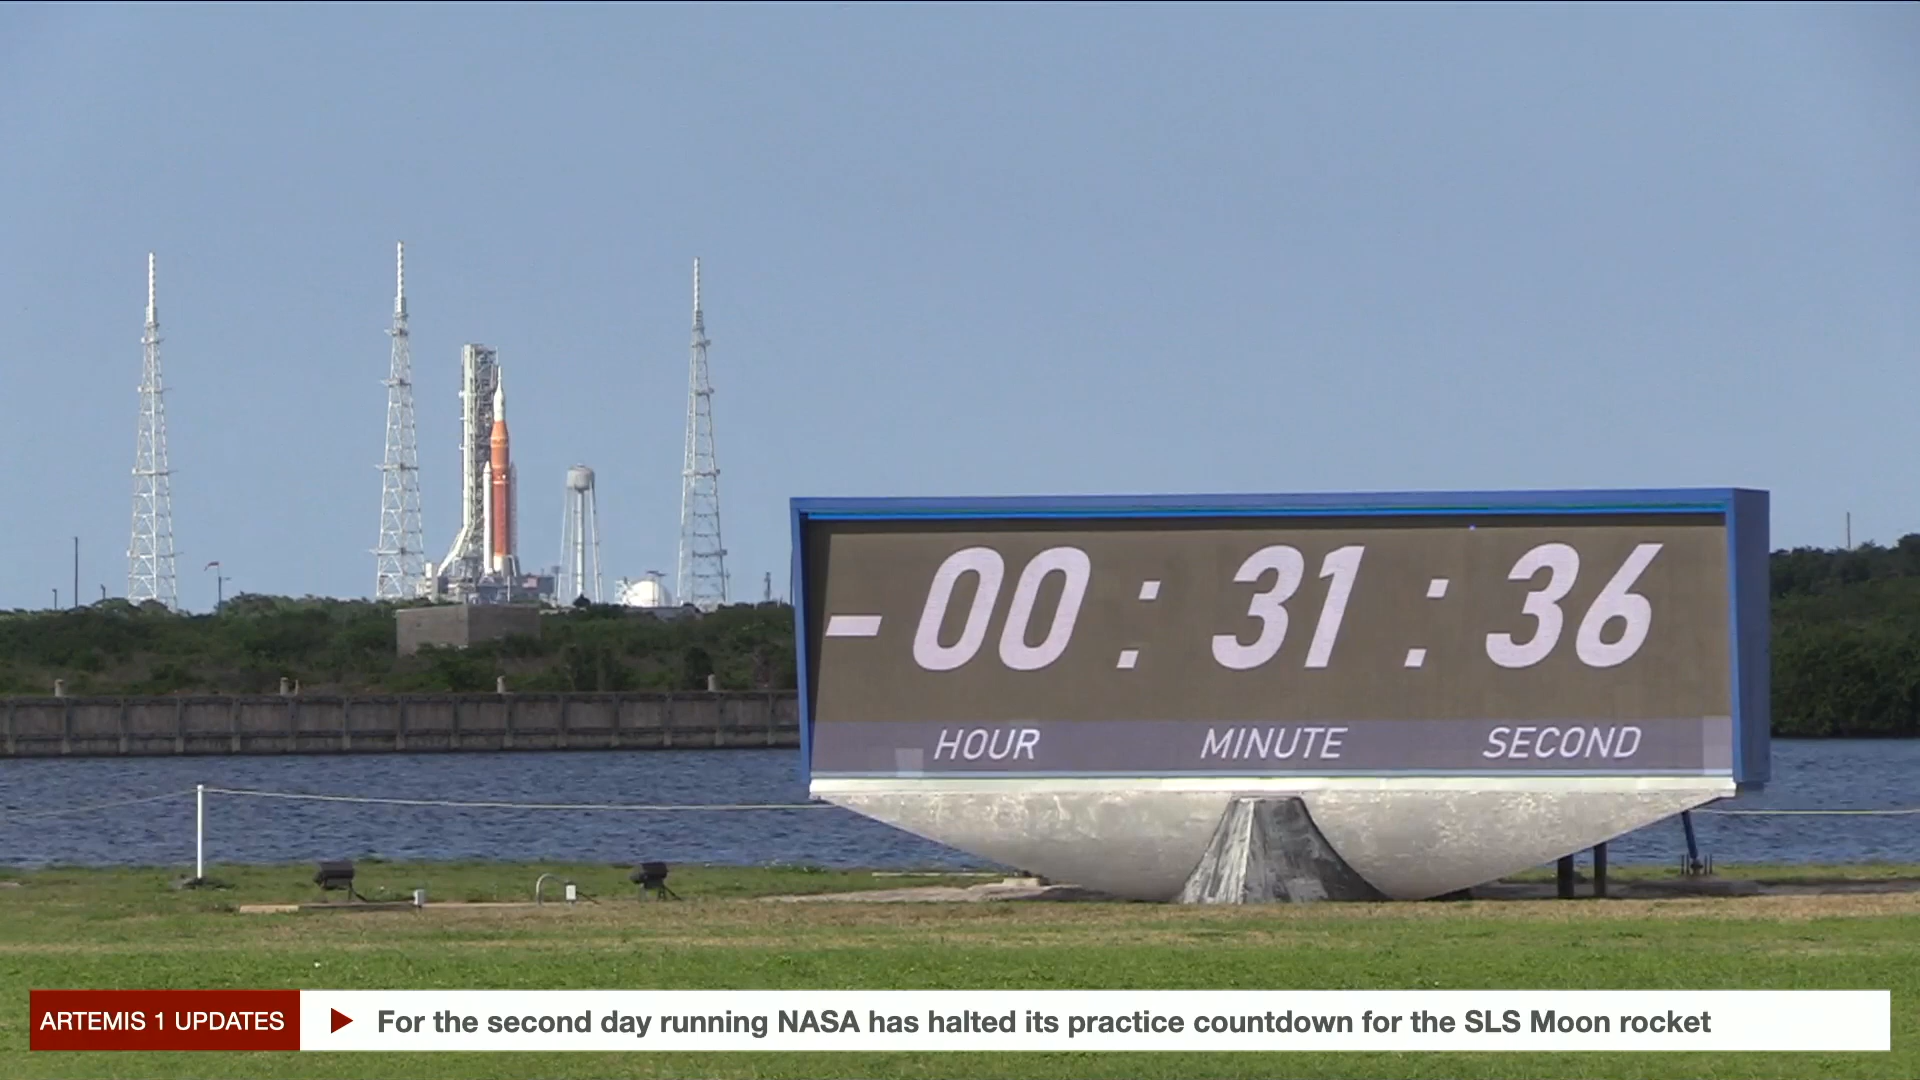 -00:31:36
HOUR MINUTE SECOND
ARTEMIS 1 UPDATES For the second day running NASA has halted its practice countdown for the SLS Moon rocket